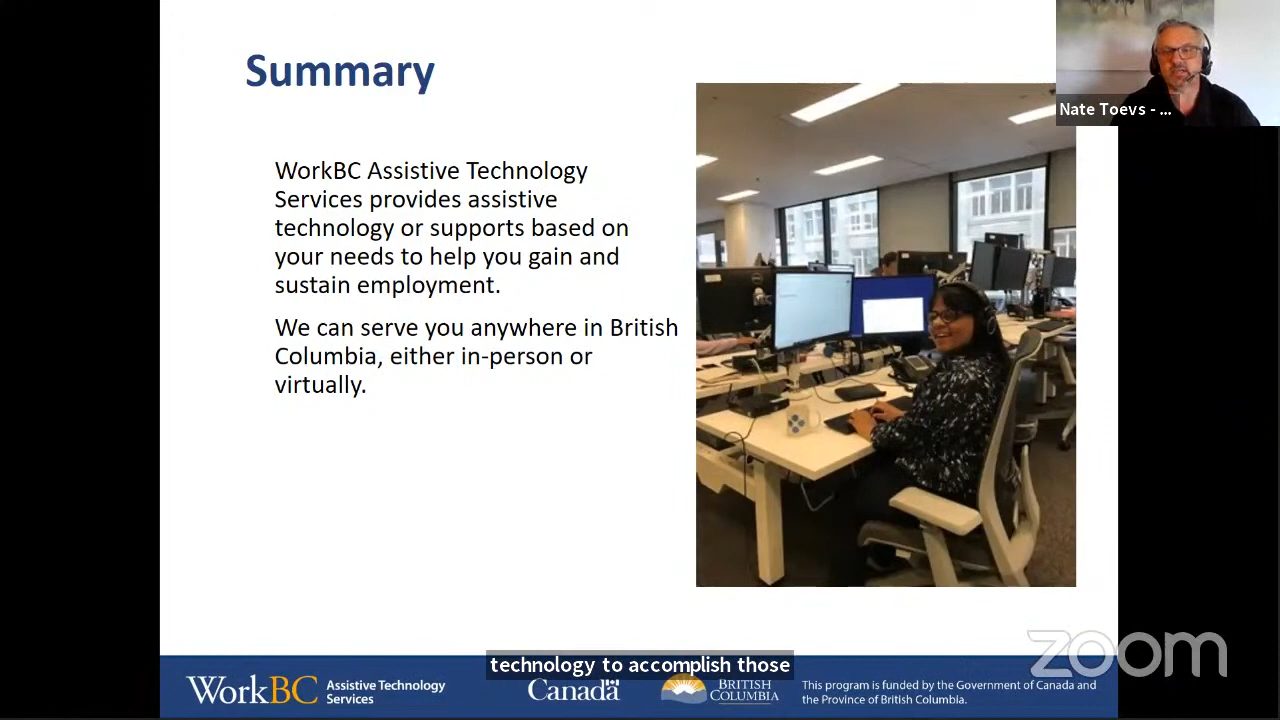 Summary
WorkBC Assistive Technology
Services provides assistive
technology or supports based on
your needs to help you gain and
sustain employment.
We can serve you anywhere in British
Columbia, either in-person or
virtually.
Nate Toevs - ...
zoom
technology to accomplish those
WorkBC
Assistive Technology
Services
Canada
BRITISH
COLUMBIA
This program is funded by the Government of Canada and
the Province of British Columbia.